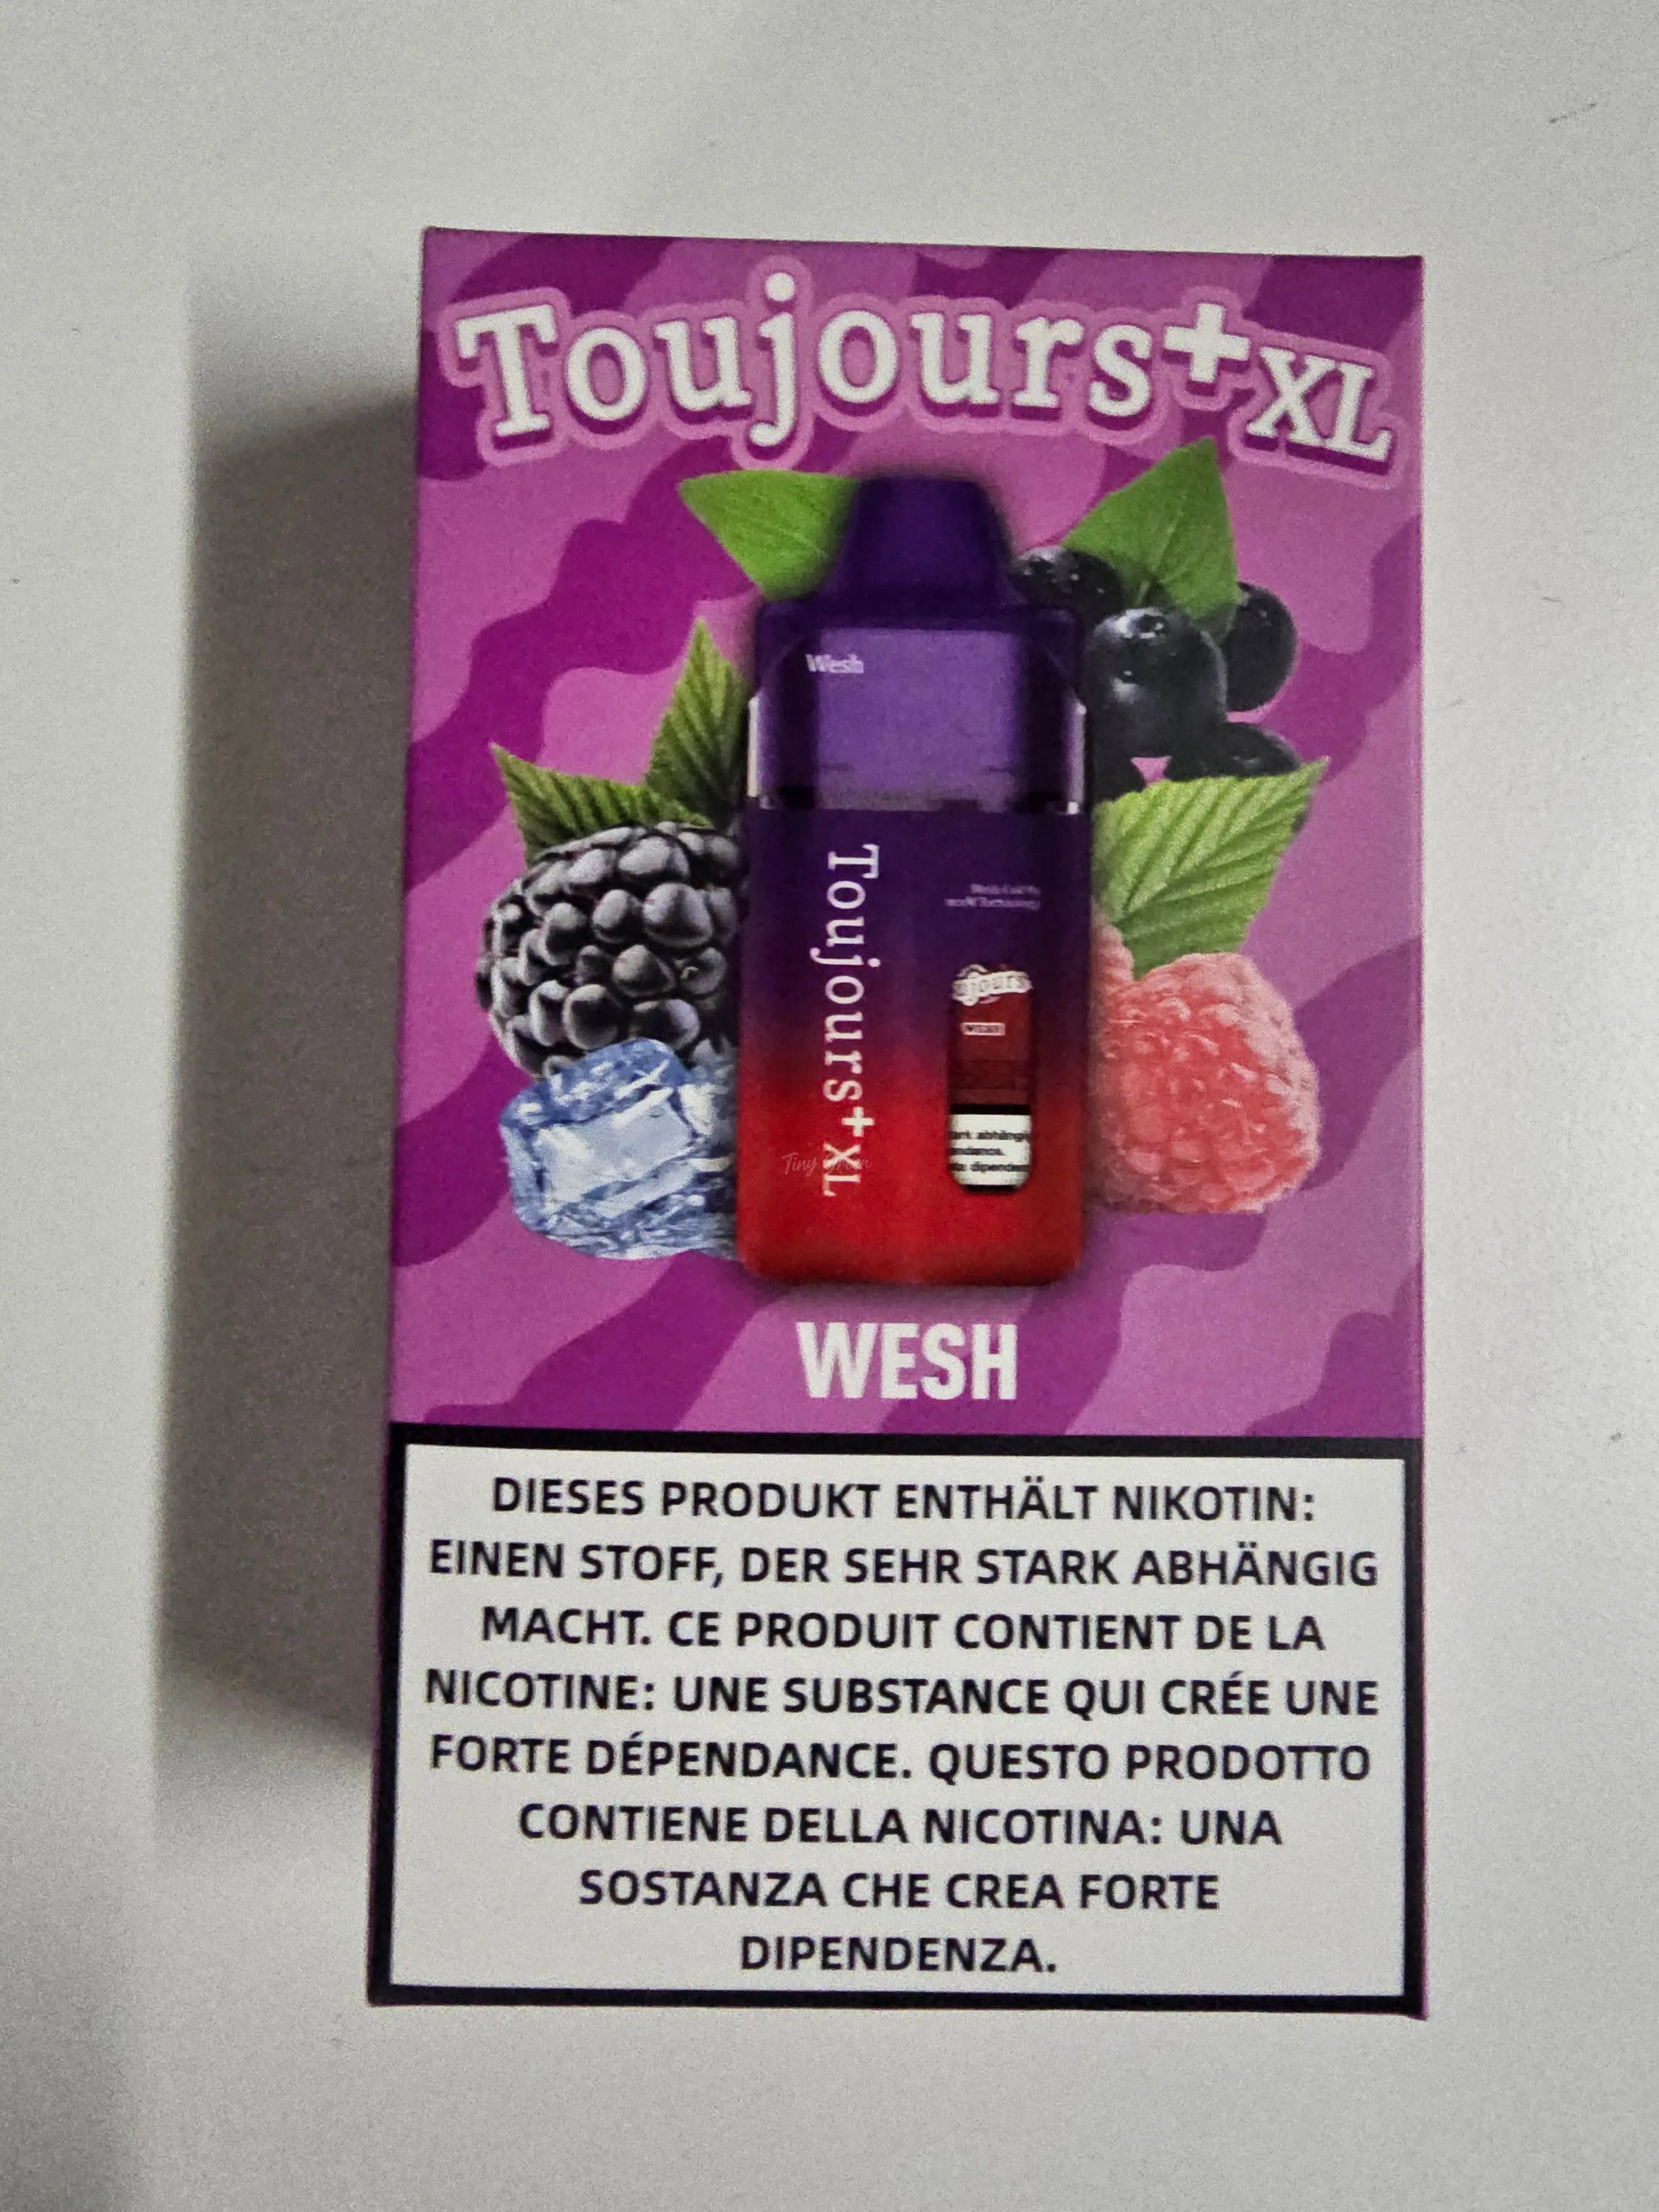 Toujours+XL
Wesh
Toujours+XL
Tiny Green
WESH
DIESES PRODUKT ENTHÄLT NIKOTIN:
EINEN STOFF, DER SEHR STARK ABHÄNGIG
MACHT. CE PRODUIT CONTIENT DE LA
NICOTINE: UNE SUBSTANCE QUI CRÉE UNE
FORTE DÉPENDANCE. QUESTO PRODOTTO
CONTIENE DELLA NICOTINA: UNA
SOSTANZA CHE CREA FORTE
DIPENDENZA.